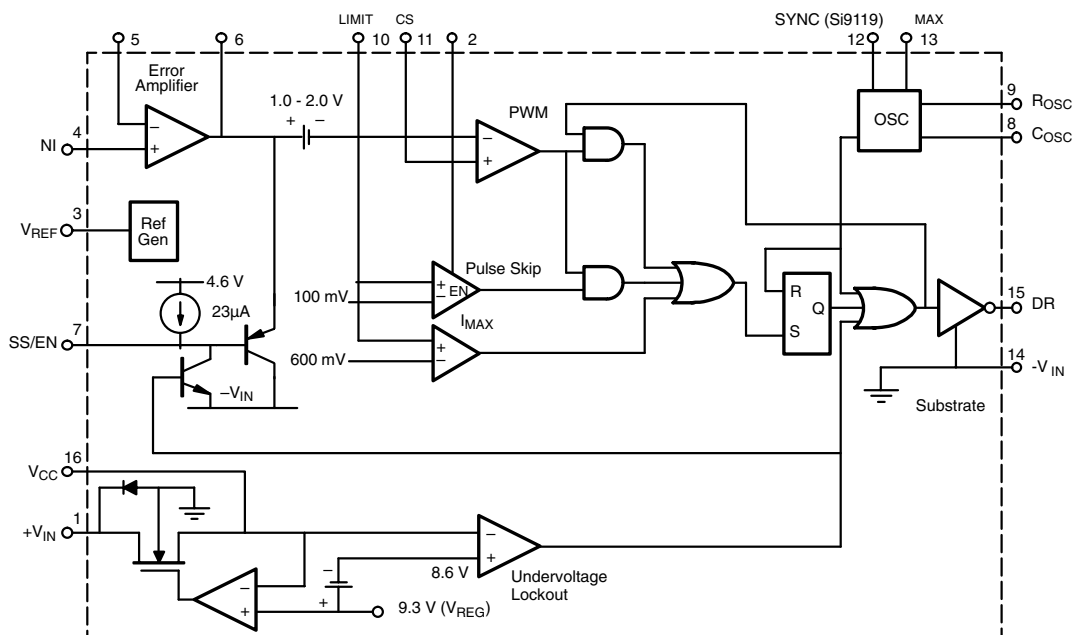 SYNC (Si9119) MAX
LIMIT CS
5 6 10 11 2 12 13
Error
Amplifier
1.0 - 2.0 V
+ −
PWM
OSC
9 ROSC
8 COSC
4
NI
−
+
−
+
3
VREF
Ref
Gen
4.6 V
23μA
Pulse Skip
+
− EN
100 mV
IMAX
+
−
600 mV
R
Q
S
15
DR
7
SS/EN
−VIN
14
-V IN
Substrate
16
VCC
1
+VIN
−
+
8.6 V
Undervoltage
Lockout
−
+
−
+
9.3 V (VREG)